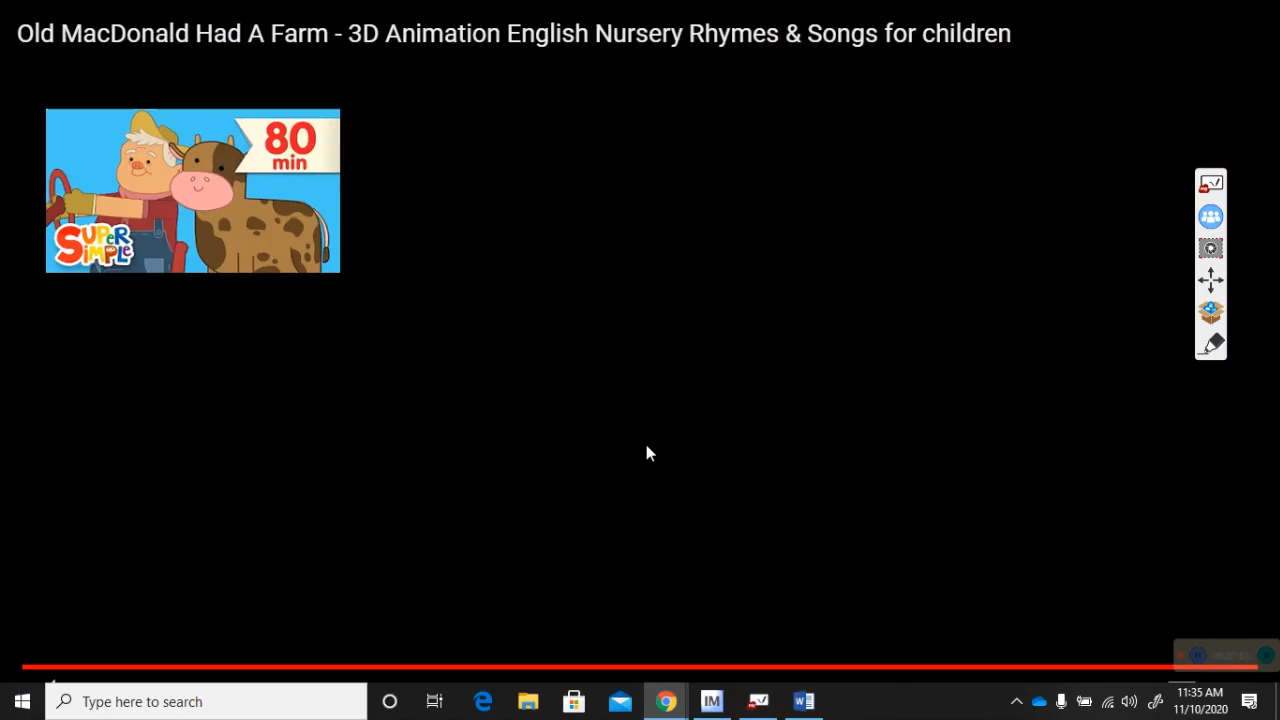 Old MacDonald Had A Farm - 3D Animation English Nursery Rhymes & Songs for children
80
min
SUPER
SIMPLE
Type here to search
IM
11:35 AM
11/10/2020